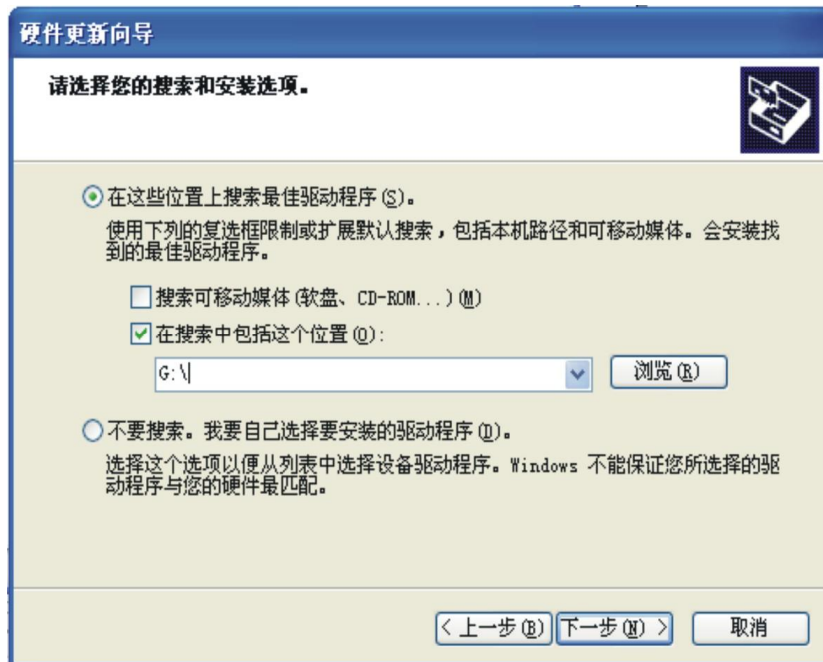 硬件更新向导
请选择您的搜索和安装选项。
在这些位置上搜索最佳驱动程序(S)。
使用下列的复选框限制或扩展默认搜索，包括本机路径和可移动媒体。会安装找
到的最佳驱动程序。
搜索可移动媒体(软盘、CD-ROM...)(M)
在搜索中包括这个位置(O):
G:\
浏览(R)
不要搜索。我要自己选择要安装的驱动程序(D)。
选择这个选项以便从列表中选择设备驱动程序。Windows 不能保证您所选择的驱
动程序与您的硬件最匹配。
< 上一步(B) 下一步(N) > 取消